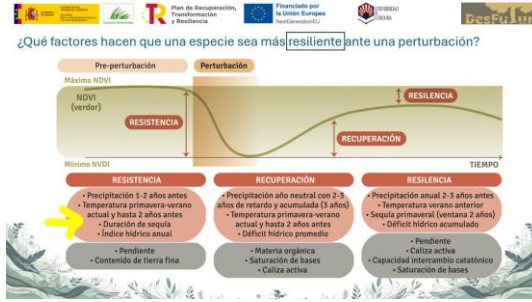 Plan de Recuperación,
Transformación
y Resiliencia
Financiado por
la Unión Europea
NextGenerationEU
DesFuTur
¿Qué factores hacen que una especie sea más resiliente ante una perturbación?
Pre-perturbación
Perturbación
Máximo NDVI
NDVI
(verdor)
RESISTENCIA
RESILENCIA
RECUPERACIÓN
Mínimo NVDI
TIEMPO
RESISTENCIA
• Precipitación 1-2 años antes
• Temperatura primavera-verano
actual y hasta 2 años antes
• Duración de sequía
• Índice hídrico anual
• Pendiente
• Contenido de tierra fina
RECUPERACIÓN
• Precipitación año neutral con 2-3
años de retardo y acumulada (3 años)
• Temperatura primavera-verano
actual y hasta 2 años antes
• Déficit hídrico promedio
• Materia orgánica
• Saturación de bases
• Caliza activa
RESILENCIA
• Precipitación anual 2-3 años antes
• Temperatura verano anterior
• Sequía primaveral (ventana 2 años)
• Déficit hídrico acumulado
• Pendiente
• Caliza activa
• Capacidad intercambio catatónico
• Saturación de bases